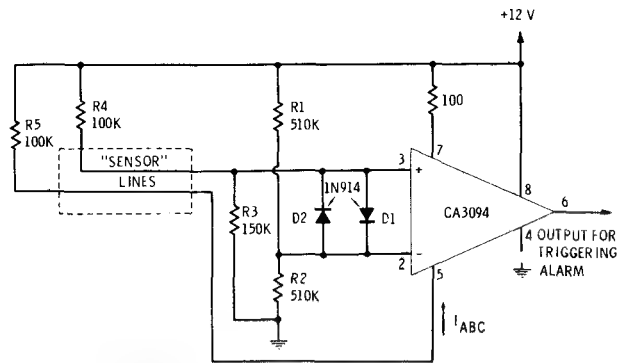 +12 V
R5
100K
R4
100K
R1
510K
100
7
"SENSOR"
LINES
3
+
1N914
8
CA3094
6
R3
150K
D2
D1
−
2
4
OUTPUT FOR
TRIGGERING
ALARM
5
R2
510K
IABC